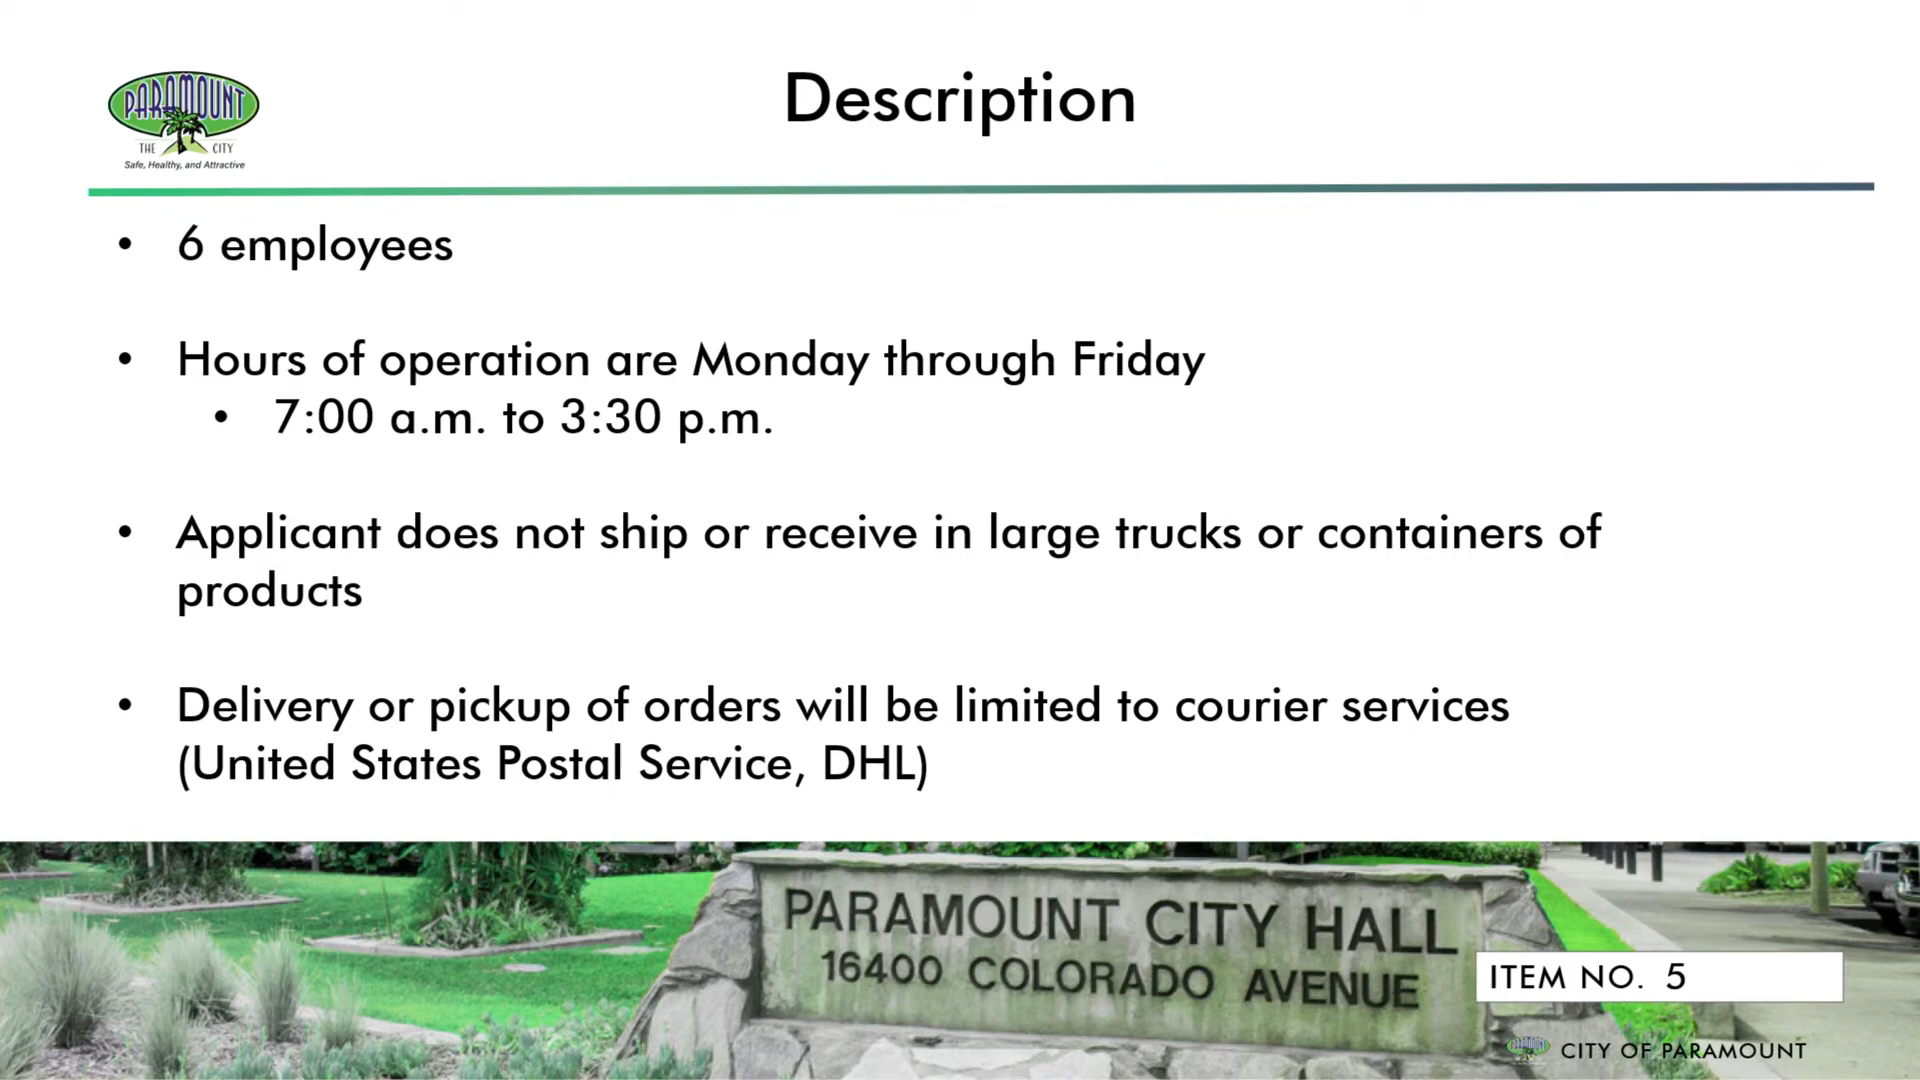 PARAMOUNT
THE CITY
Safe, Healthy, and Attractive
Description
• 6 employees
• Hours of operation are Monday through Friday
• 7:00 a.m. to 3:30 p.m.
• Applicant does not ship or receive in large trucks or containers of
products
• Delivery or pickup of orders will be limited to courier services
(United States Postal Service, DHL)
PARAMOUNT CITY HALL
16400 COLORADO AVENUE
ITEM NO. 5
PARAMOUNT
CITY OF PARAMOUNT